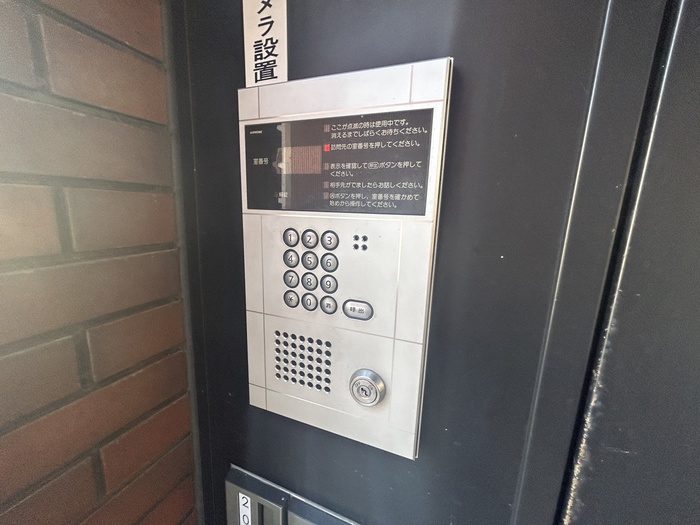 メラ設置
ここが点滅の時は使用中です。
消えるまでしばらくお待ちください。
訪問先の室番号を押してください。
室番号
表示を確認して呼出ボタンを押して
ください。
相手先がでましたらお話しください。
ボタンを押し、室番号を確かめて
始めから操作してください。
1 2 3
4 5 6
7 8 9
0
呼出
20